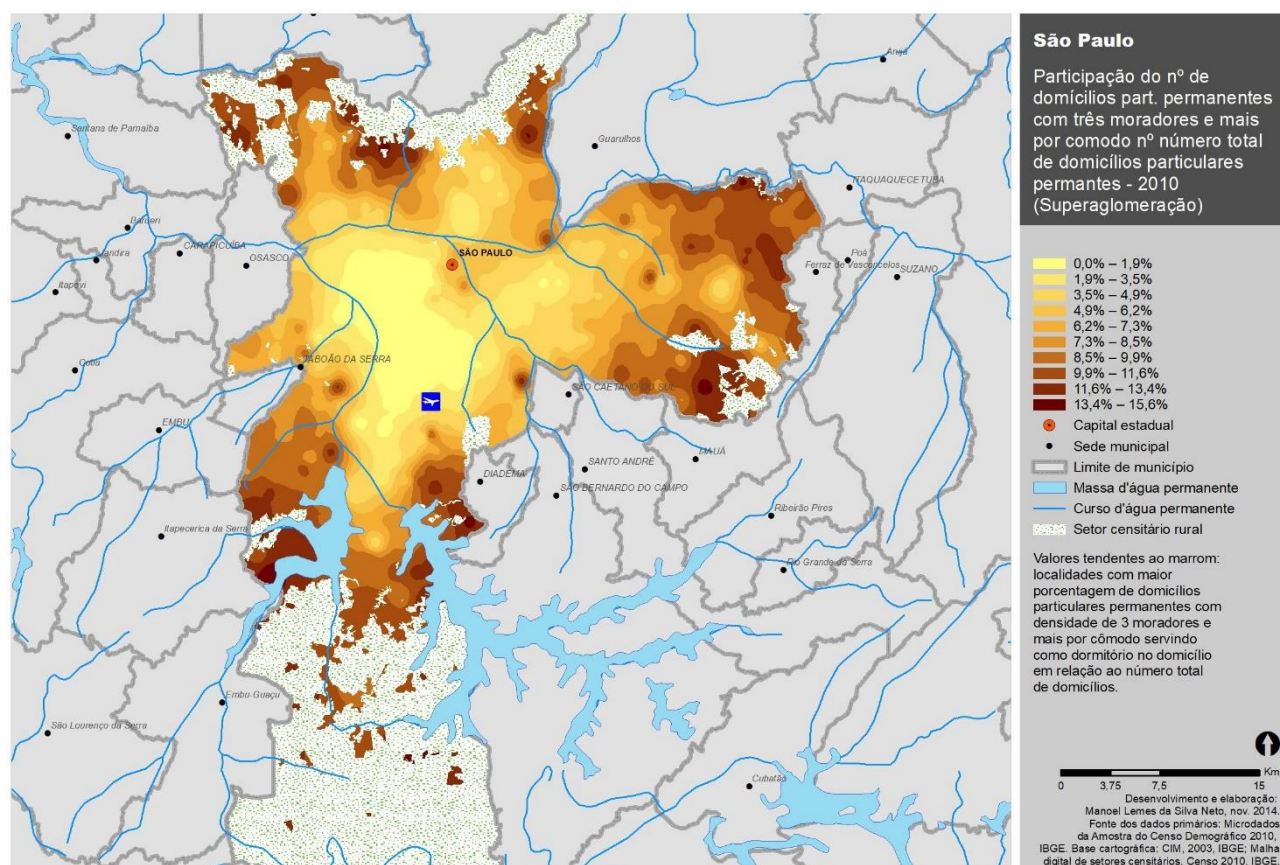 São Paulo
Participação do nº de
domícilios part. permanentes
com três moradores e mais
por comodo nº número total
de domicílios particulares
permantes - 2010
(Superaglomeração)
0,0% – 1,9%
1,9% – 3,5%
3,5% – 4,9%
4,9% – 6,2%
6,2% – 7,3%
7,3% – 8,5%
8,5% – 9,9%
9,9% – 11,6%
11,6% – 13,4%
13,4% – 15,6%
Capital estadual
Sede municipal
Limite de município
Massa d'água permanente
Curso d'água permanente
Setor censitário rural
Valores tendentes ao marrom:
localidades com maior
porcentagem de domicílios
particulares permanentes com
densidade de 3 moradores e
mais por cômodo servindo
como dormitório no domicílio
em relação ao número total
de domicílios.
Km
0 3,75 7,5 15
Desenvolvimento e elaboração:
Manoel Lemes da Silva Neto, nov. 2014.
Fonte dos dados primários: Microdados
da Amostra do Censo Demográfico 2010,
IBGE. Base cartográfica: CIM, 2003, IBGE; Malha
digital de setores censitários, Censo 2010, IBGE.
Arujá
Santana de Parnaíba
Guarulhos
ITAQUAQUECETUBA
Barueri
CARAPICUÍBA
OSASCO
SÃO PAULO
Jandira
Poá
Ferraz de Vasconcelos
SUZANO
Itapevi
Cotia
TABOÃO DA SERRA
SÃO CAETANO DO SUL
EMBU
DIADEMA
SANTO ANDRÉ
MAUÁ
SÃO BERNARDO DO CAMPO
Itapecerica da Serra
Ribeirão Pires
Rio Grande da Serra
Embu-Guaçu
São Lourenço da Serra
Cubatão